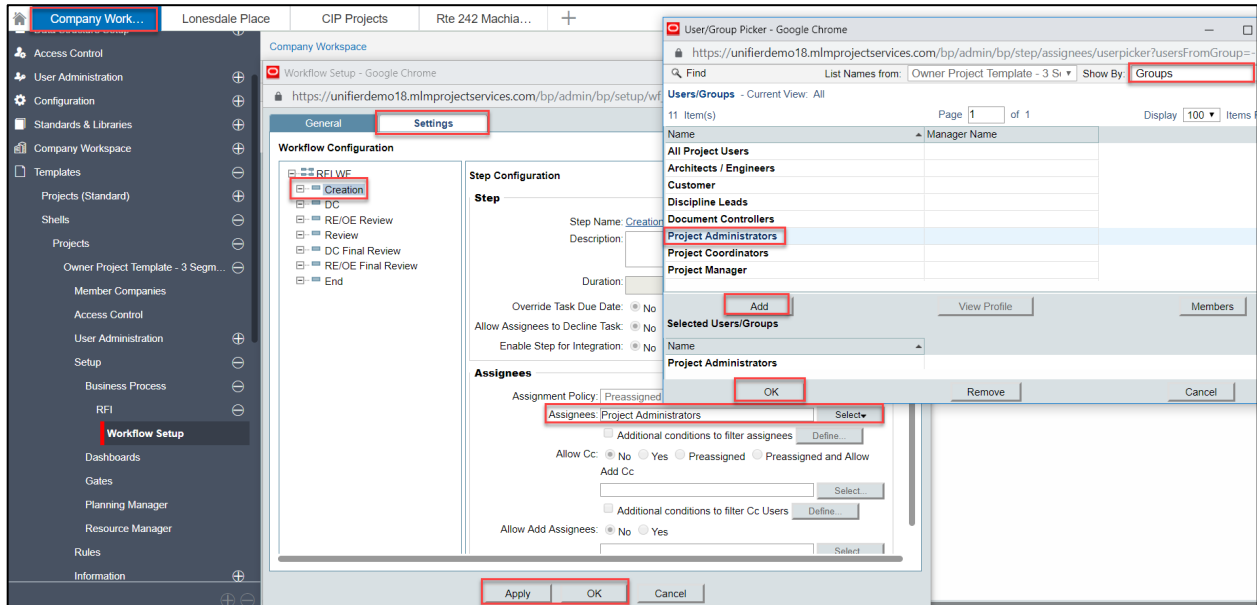 Company Work…
Lonesdale Place
CIP Projects
Rte 242 Machia…
Access Control
User Administration
Configuration
Standards & Libraries
Company Workspace
Templates
Projects (Standard)
Shells
Projects
Owner Project Template - 3 Segm…
Member Companies
Access Control
User Administration
Setup
Business Process
RFI
Workflow Setup
Dashboards
Gates
Planning Manager
Resource Manager
Rules
Information
Company Workspace
Workflow Setup - Google Chrome
https://unifierdemo18.mlmprojectservices.com/bp/admin/bp/setup/wf
General
Settings
Workflow Configuration
RFI WF
Creation
DC
RE/OE Review
Review
DC Final Review
RE/OE Final Review
End
Step Configuration
Step
Step Name: Creation
Description:
Duration:
Override Task Due Date: No
Allow Assignees to Decline Task: No
Enable Step for Integration: No
Assignees
Assignment Policy: Preassigned
Assignees: Project Administrators Select
Additional conditions to filter assignees Define...
Allow Cc: No Yes Preassigned Preassigned and Allow
Add Cc
Select...
Additional conditions to filter Cc Users Define...
Allow Add Assignees: No Yes
Select
Apply OK Cancel
User/Group Picker - Google Chrome
https://unifierdemo18.mlmprojectservices.com/bp/admin/bp/step/assignees/userpicker?usersFromGroup=-
Find List Names from: Owner Project Template - 3 Show By: Groups
Users/Groups - Current View: All
11 Item(s) Page 1 of 1 Display 100 Items
Name Manager Name
All Project Users
Architects / Engineers
Customer
Discipline Leads
Document Controllers
Project Administrators
Project Coordinators
Project Manager
Add View Profile Members
Selected Users/Groups
Name
Project Administrators
OK Remove Cancel